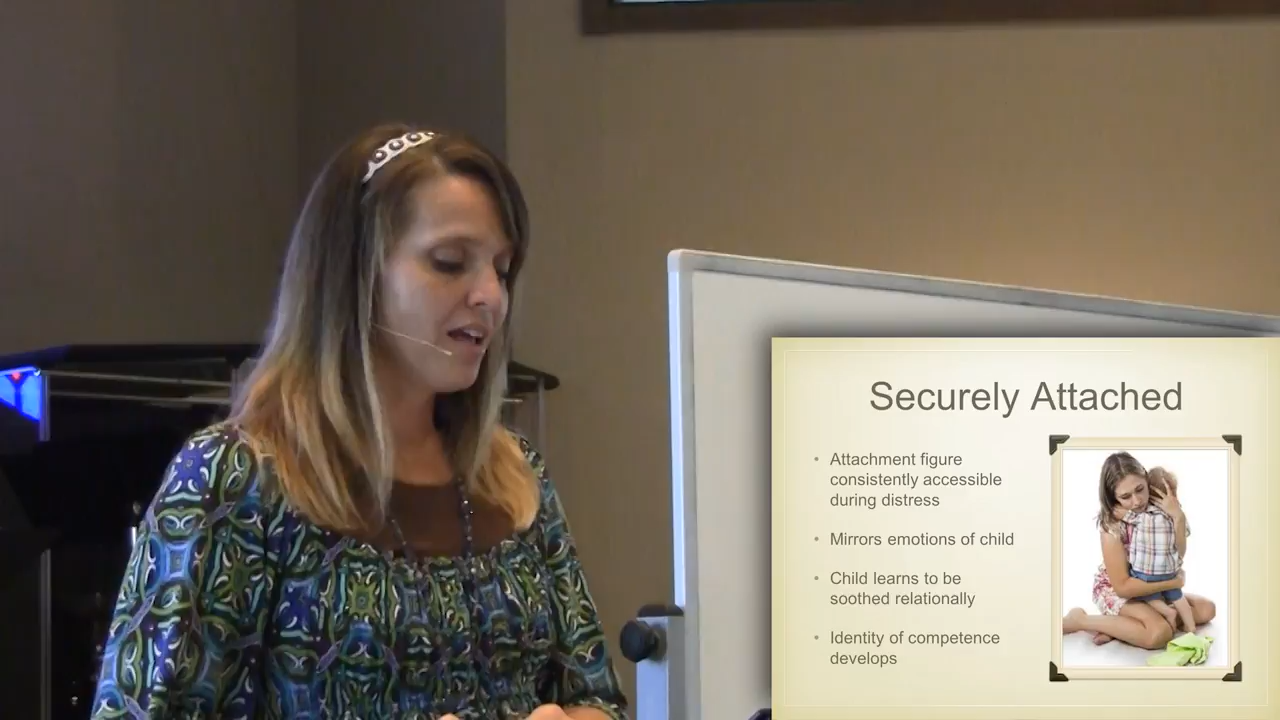 Securely Attached
• Attachment figure
consistently accessible
during distress
• Mirrors emotions of child
• Child learns to be
soothed relationally
• Identity of competence
develops